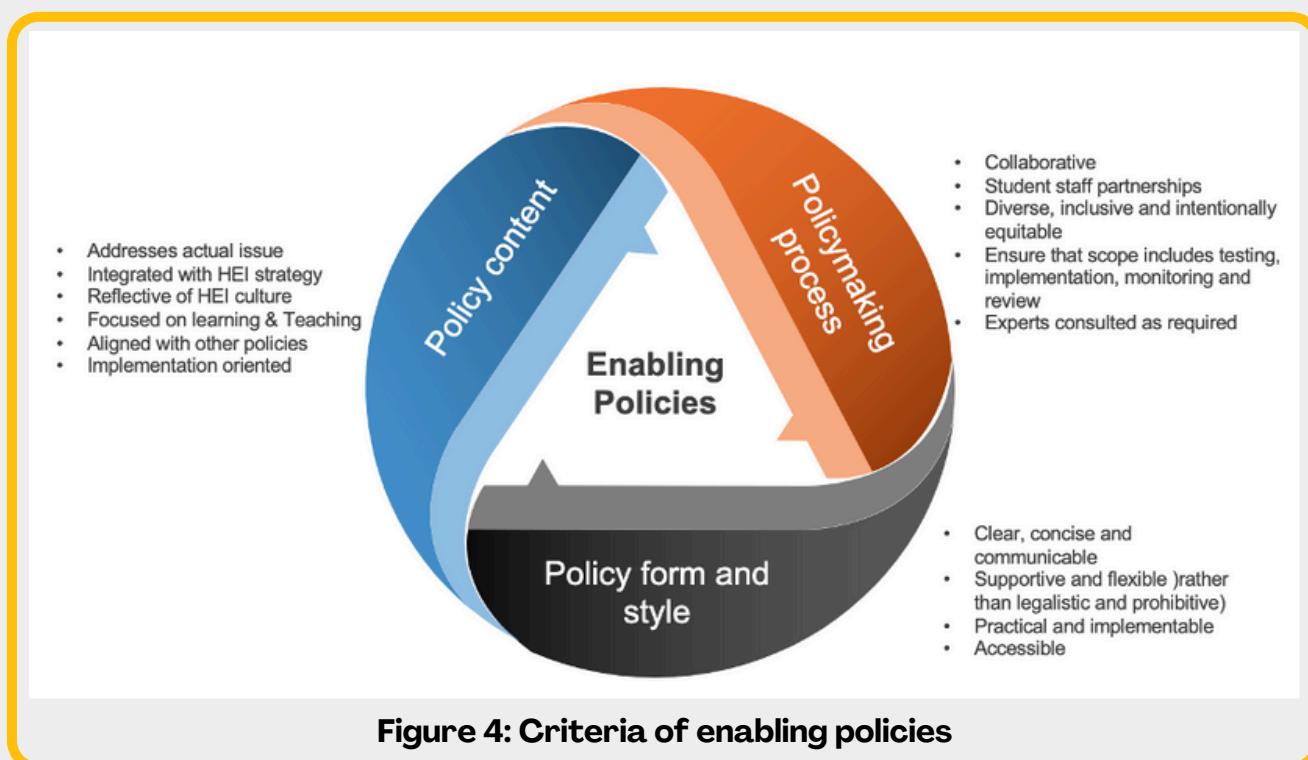 Policy content
• Addresses actual issue
• Integrated with HEI strategy
• Reflective of HEI culture
• Focused on learning & Teaching
• Aligned with other policies
• Implementation oriented
Policymaking
process
• Collaborative
• Student staff partnerships
• Diverse, inclusive and intentionally
equitable
• Ensure that scope includes testing,
implementation, monitoring and
review
• Experts consulted as required
Enabling
Policies
Policy form and
style
• Clear, concise and
communicable
• Supportive and flexible )rather
than legalistic and prohibitive)
• Practical and implementable
• Accessible
Figure 4: Criteria of enabling policies